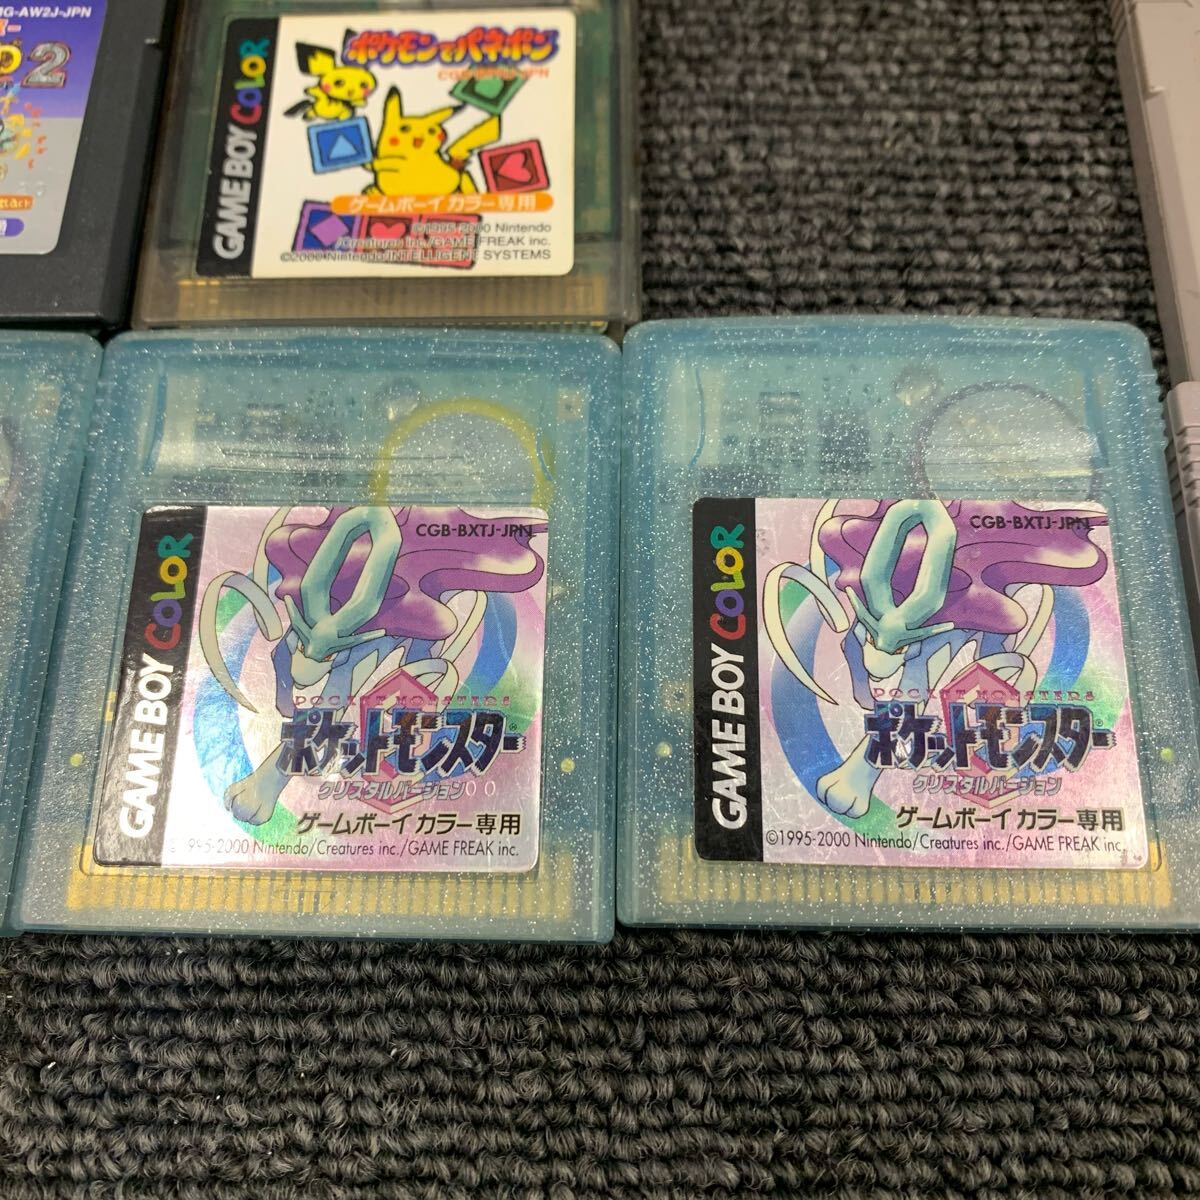 MG-AW2J-JPN
2
GAME BOY COLOR
ポケモンでパネポン
ゲームボーイカラー専用
©1995-2000 Nintendo
/Creatures inc./GAME FREAK inc.
©2000 Nintendo/INTELLIGENT SYSTEMS
GAME BOY COLOR
CGB-BXTJ-JPN
POCKET MONSTERS
ポケットモンスター
クリスタルバージョン
ゲームボーイカラー専用
©1995-2000 Nintendo/Creatures inc./GAME FREAK inc.
GAME BOY COLOR
CGB-BXTJ-JPN
POCKET MONSTERS
ポケットモンスター
クリスタルバージョン
ゲームボーイカラー専用
©1995-2000 Nintendo/Creatures inc./GAME FREAK inc.